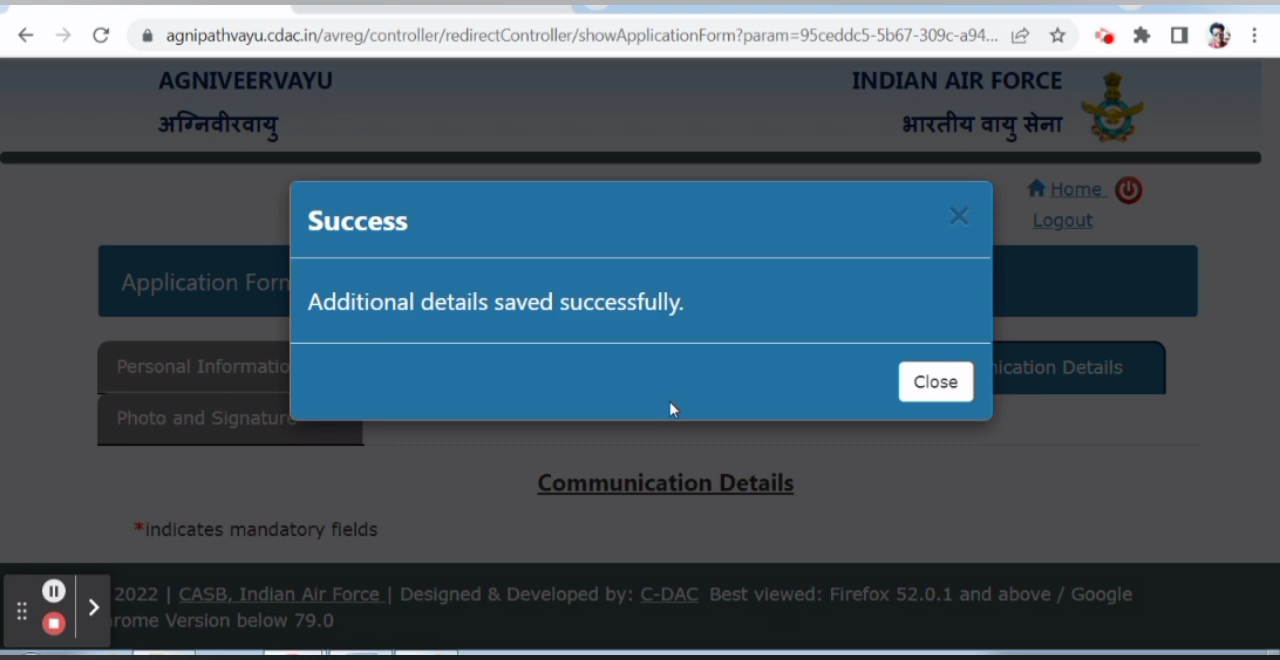 agnipathvayu.cdac.in/avreg/controller/redirectController/showApplicationForm?param=95ceddc5-5b67-309c-a94...
AGNIVEERVAYU
INDIAN AIR FORCE
अग्निवीरवायु
भारतीय वायु सेना
Home
Logout
Success
Additional details saved successfully.
Close
Application Form
Personal Informatio
nication Details
Photo and Signature
Communication Details
*indicates mandatory fields
2022 | CASB, Indian Air Force | Designed & Developed by: C-DAC Best viewed: Firefox 52.0.1 and above / Google
rome Version below 79.0